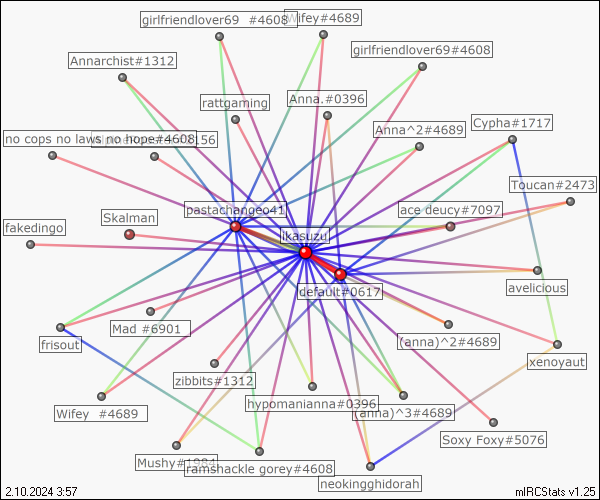 girlfriendlover69 #4608
Wifey#4689
girlfriendlover69#4608
Annarchist#1312
rattgaming
Anna.#0396
Anna^2#4689
Cypha#1717
no cops no laws no hope#4608
Toucan#2473
pastachangeo41
ace deucy#7097
Skalman
fakedingo
ikasuzu
default#0617
avelicious
Mad #6901
frisout
(anna)^2#4689
xenoyaut
zibbits#1312
hypomanianna#0396
(anna)^3#4689
Wifey #4689
Soxy Foxy#5076
Mushy#1984
ramshackle gorey#4608
neokingghidorah
2.10.2024 3:57
mIRCStats v1.25